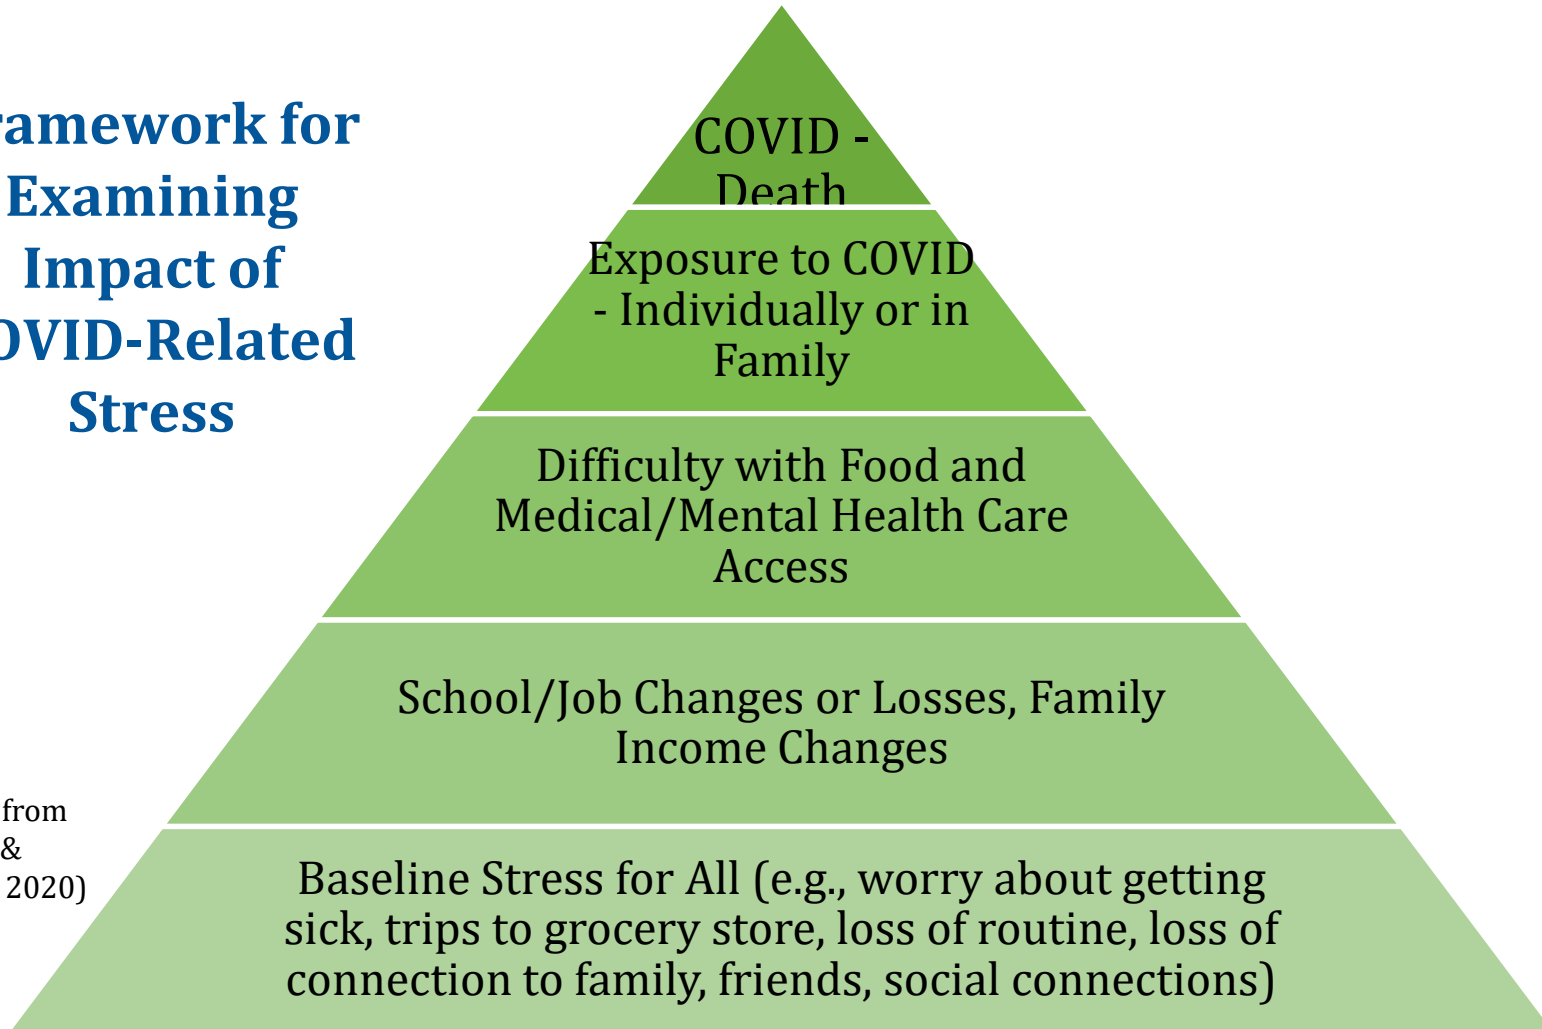 ramework for
Examining
Impact of
OVID-Related
Stress
COVID -
Death
Exposure to COVID
- Individually or in
Family
Difficulty with Food and
Medical/Mental Health Care
Access
School/Job Changes or Losses, Family
Income Changes
from
&
2020)
Baseline Stress for All (e.g., worry about getting
sick, trips to grocery store, loss of routine, loss of
connection to family, friends, social connections)